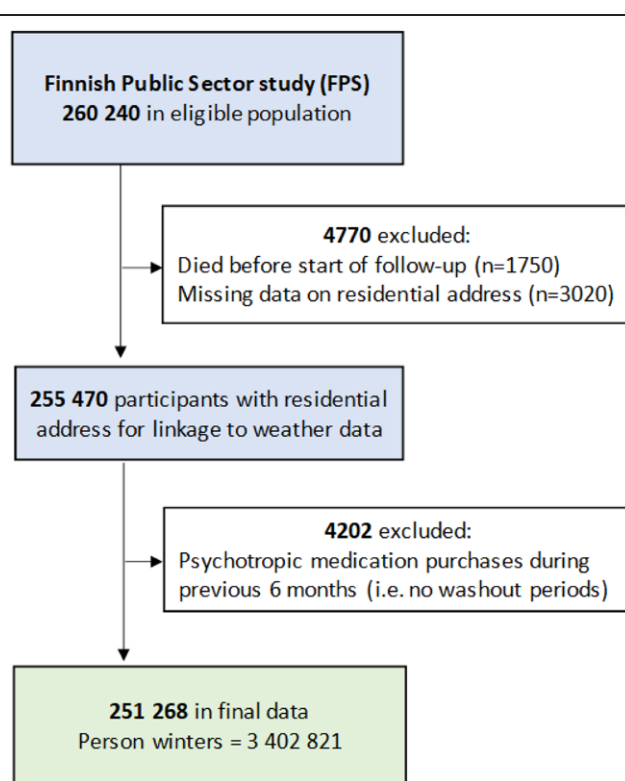 Finnish Public Sector study (FPS)
260 240 in eligible population
4770 excluded:
Died before start of follow-up (n=1750)
Missing data on residential address (n=3020)
255 470 participants with residential
address for linkage to weather data
4202 excluded:
Psychotropic medication purchases during
previous 6 months (i.e. no washout periods)
251 268 in final data
Person winters = 3 402 821